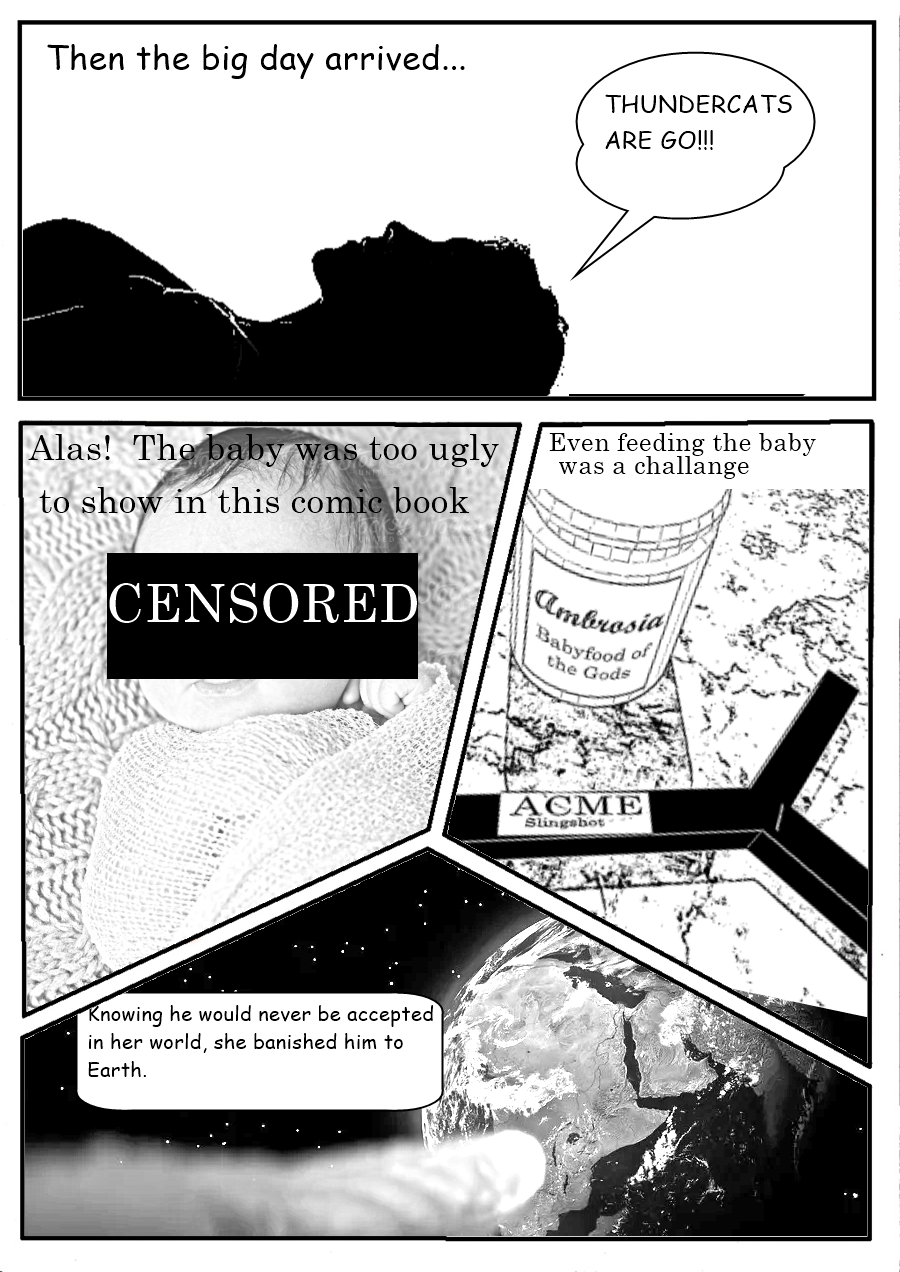 Then the big day arrived...
THUNDERCATS
ARE GO!!!
Alas!  The baby was too ugly
to show in this comic book
CENSORED
Even feeding the baby
was a challange
Ambrosia
Babyfood of
the Gods
ACME
Slingshot
Knowing he would never be accepted
in her world, she banished him to
Earth.